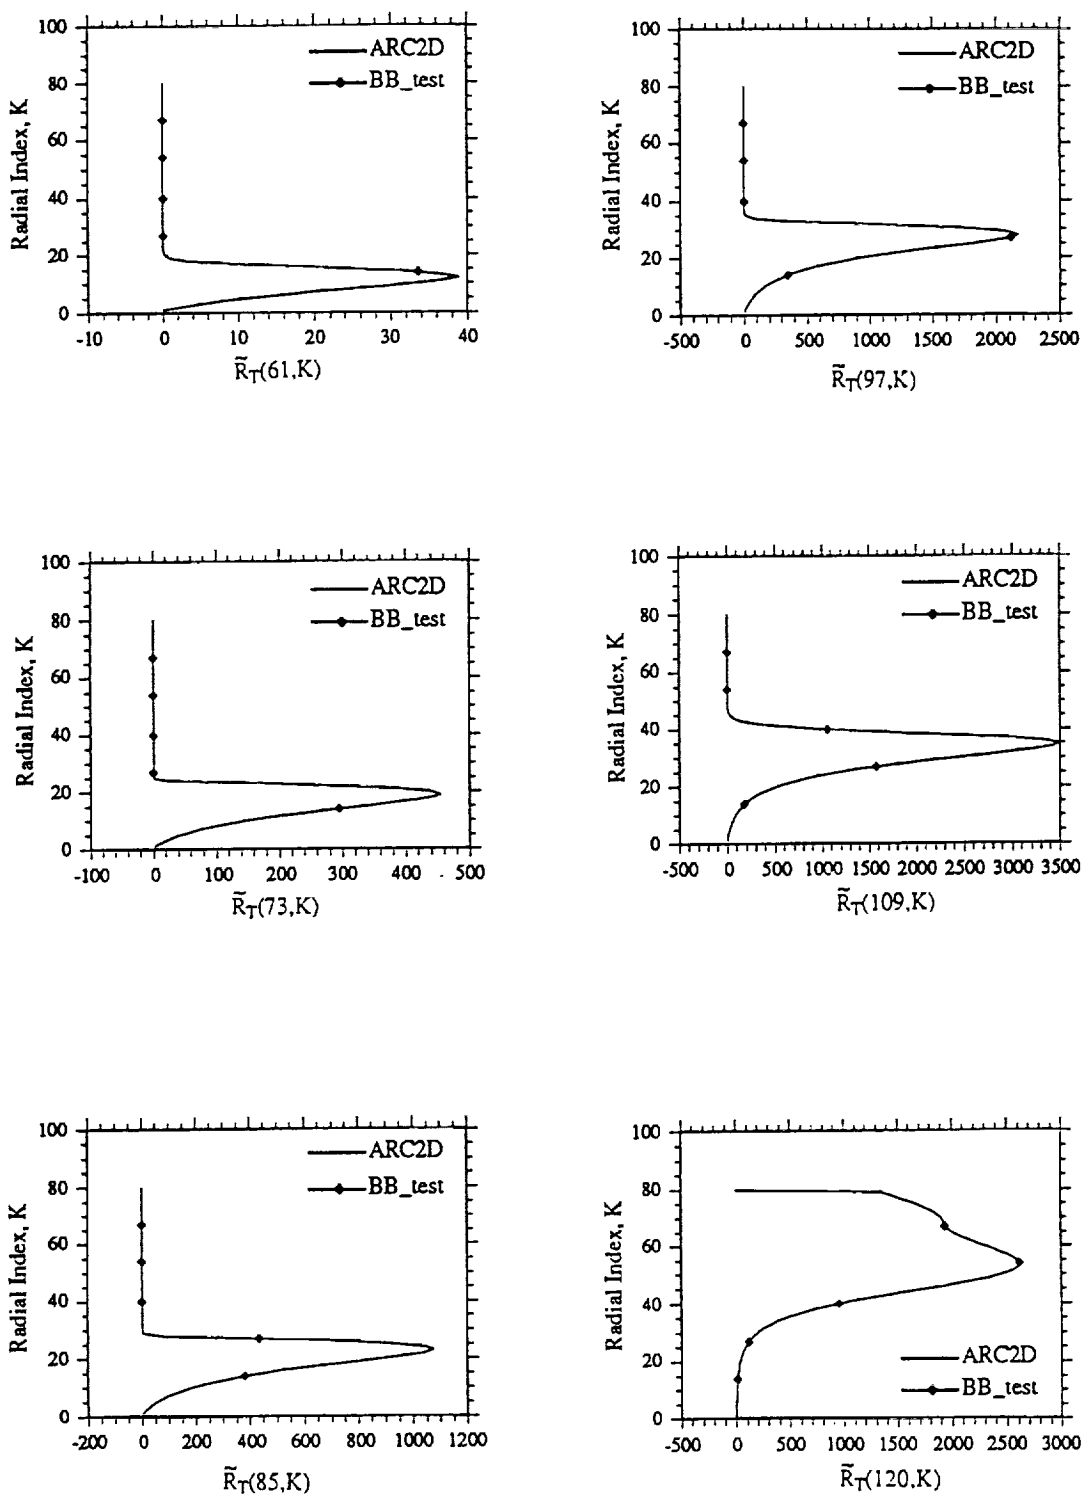 100
80
60
40
20
0
Radial Index, K
ARC2D
BB_test
-10 0 10 20 30 40
R̃T(61,K)
100
80
60
40
20
0
Radial Index, K
ARC2D
BB_test
-500 0 500 1000 1500 2000 2500
R̃T(97,K)
100
80
60
40
20
0
Radial Index, K
ARC2D
BB_test
-100 0 100 200 300 400 500
R̃T(73,K)
100
80
60
40
20
0
Radial Index, K
ARC2D
BB_test
-500 0 500 1000 1500 2000 2500 3000 3500
R̃T(109,K)
100
80
60
40
20
0
Radial Index, K
ARC2D
BB_test
-200 0 200 400 600 800 1000 1200
R̃T(85,K)
100
80
60
40
20
0
Radial Index, K
ARC2D
BB_test
-500 0 500 1000 1500 2000 2500 3000
R̃T(120,K)